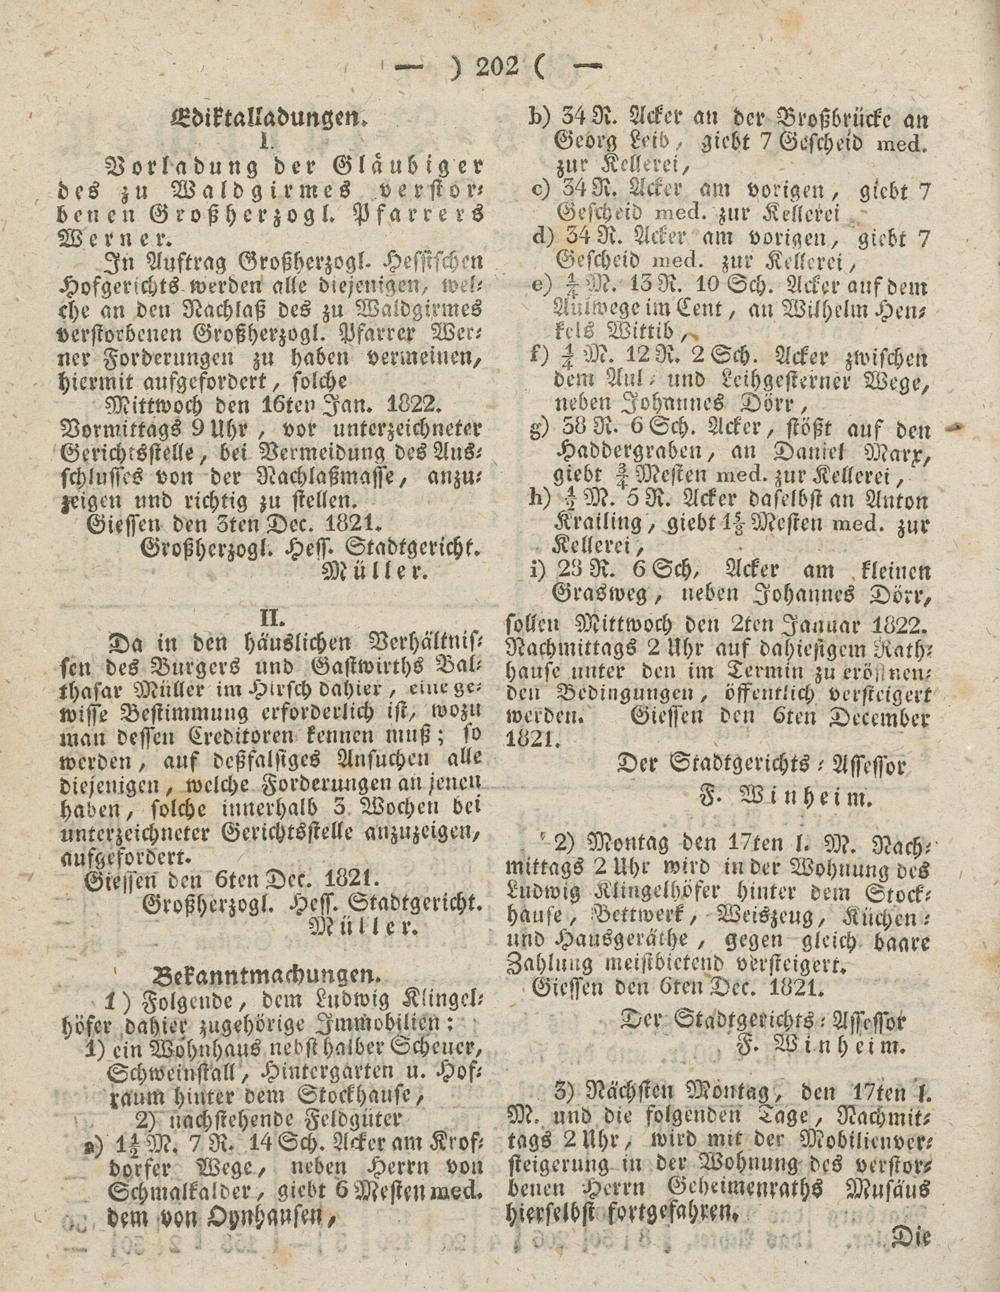 — ) 202 ( —
Ediktalladungen.
I.
Vorladung der Gläubiger
des zu Waldgirmes verstor-
benen Großherzogl. Pfarrers
Werner.
In Auftrag Großherzogl. Hessischen
Hofgerichts werden alle diejenigen, wel-
che an den Nachlaß des zu Waldgirmes
verstorbenen Großherzogl. Pfarrer Wer-
ner Forderungen zu haben vermeinen,
hiermit aufgefordert, solche
Mittwoch den 16ten Jan. 1822.
Vormittags 9 Uhr, vor unterzeichneter
Gerichtsstelle, bei Vermeidung des Aus-
schlusses von der Nachlaßmasse, anzu-
zeigen und richtig zu stellen.
Giessen den 3ten Dec. 1821.
Großherzogl. Hess. Stadtgericht.
Müller.
II.
Da in den häuslichen Verhältnis-
sen des Burgers und Gastwirths Bal-
thasar Müller im Hirsch dahier, eine ge-
wisse Bestimmung erforderlich ist, wozu
man dessen Creditoren kennen muß; so
werden, auf deßfalsiges Ansuchen alle
diejenigen, welche Forderungen an jenen
haben, solche innerhalb 3 Wochen bei
unterzeichneter Gerichtsstelle anzuzeigen,
aufgefordert.
Giessen den 6ten Dec. 1821.
Großherzogl. Hess. Stadtgericht.
Müller.
Bekanntmachungen.
1) Folgende, dem Ludwig Klingel-
höfer dahier zugehörige Immobilien:
1) ein Wohnhaus nebst halber Scheuer,
Schweinstall, Hintergarten u. Hof-
raum hinter dem Stockhause,
2) nachstehende Feldgüter
a) 1½ M. 7 R. 14 Sch. Acker am Krof-
dorfer Wege, neben Herrn von
Schmalkalder, giebt 6 Mesten med.
dem von Oynhausen,
b) 34 R. Acker an der Broßbrücke an
Georg Leib, giebt 7 Gescheid med.
zur Kellerei,
c) 34 R. Acker am vorigen, giebt 7
Gescheid med. zur Kellerei
d) 34 R. Acker am vorigen, giebt 7
Gescheid med. zur Kellerei,
e) ¼ M. 13 R. 10 Sch. Acker auf dem
Aulwege im Cent, an Wilhelm Hen-
kels Wittib,
f) ¼ M. 12 R. 2 Sch. Acker zwischen
dem Aul- und Leihgesterner Wege,
neben Johannes Dörr,
g) 38 R. 6 Sch. Acker, stößt auf den
Haddergraben, an Daniel Marx,
giebt ¾ Mesten med. zur Kellerei,
h) ½ M. 5 R. Acker daselbst an Anton
Krailing, giebt Mesten med. zur
Kellerei,
i) 28 R. 6 Sch, Acker am kleinen
Grasweg, neben Johannes Dörr,
sollen Mittwoch den 2ten Januar 1822.
Nachmittags 2 Uhr auf dahiesigem Rath-
hause unter den im Termin zu eröffnen-
den Bedingungen, öffentlich versteigert
werden. Giessen den 6ten December
1821.
Der Stadtgerichts-Assessor
F. Winheim.
2) Montag den 17ten l. M. Nach-
mittags 2 Uhr wird in der Wohnung des
Ludwig Klingelhöfer hinter dem Stock-
hause, Bettwerk, Weiszeug, Küchen-
und Hausgeräthe, gegen gleich baare
Zahlung meistbietend versteigert.
Giessen den 6ten Dec. 1821.
Der Stadtgerichts-Assessor
F. Winheim.
3) Nächsten Montag, den 17ten l.
M. und die folgenden Tage, Nachmit-
tags 2 Uhr, wird mit der Mobilienver-
steigerung in der Wohnung des verstor-
benen Herrn Geheimenraths Musäus
hierselbst fortgefahren.
Die